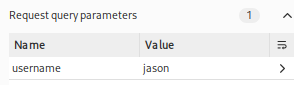 Request query parameters 1
Name Value
username jason